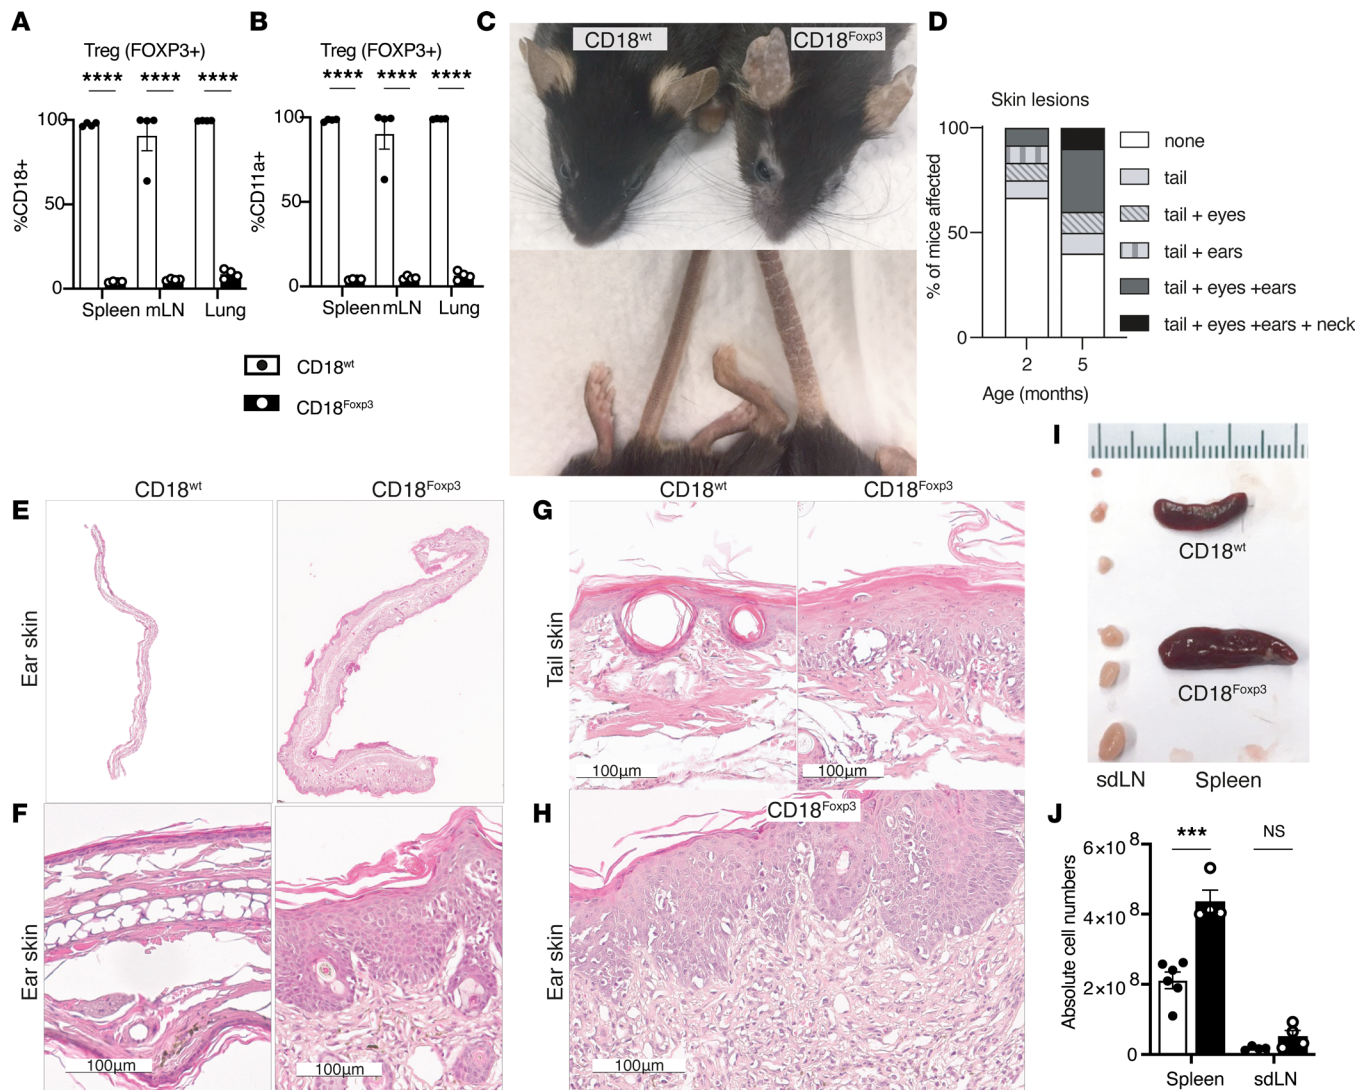 A
Treg (FOXP3+)
**** **** ****
%CD18+
100
50
0
Spleen mLN Lung
B
Treg (FOXP3+)
**** **** ****
%CD11a+
100
50
0
Spleen mLN Lung
CD18wt
CD18Foxp3
C
CD18wt
CD18Foxp3
D
Skin lesions
% of mice affected
100
50
0
2 5
Age (months)
none
tail
tail + eyes
tail + ears
tail + eyes +ears
tail + eyes +ears + neck
E
CD18wt
CD18Foxp3
Ear skin
F
Ear skin
100µm
100µm
G
CD18wt
CD18Foxp3
Tail skin
100µm
100µm
H
CD18Foxp3
Ear skin
100µm
I
CD18wt
CD18Foxp3
sdLN Spleen
J
*** NS
Absolute cell numbers
6×10 8
4×10 8
2×10 8
0
Spleen sdLN